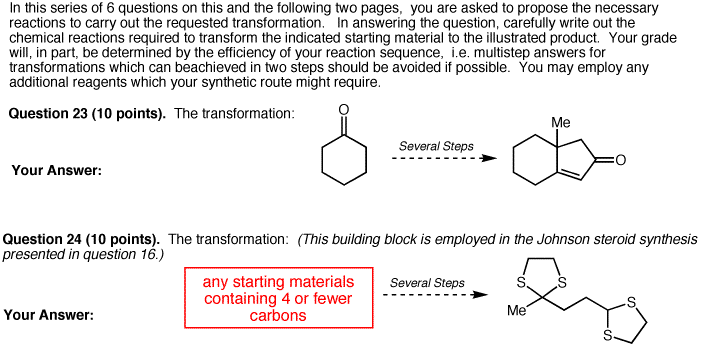 In this series of 6 questions on this and the following two pages, you are asked to propose the necessary
reactions to carry out the requested transformation. In answering the question, carefully write out the
chemical reactions required to transform the indicated starting material to the illustrated product. Your grade
will, in part, be determined by the efficiency of your reaction sequence, i.e. multistep answers for
transformations which can beachieved in two steps should be avoided if possible. You may employ any
additional reagents which your synthetic route might require.
Question 23 (10 points). The transformation:
O
Me
Several Steps
O
Your Answer:
Question 24 (10 points). The transformation: (This building block is employed in the Johnson steroid synthesis
presented in question 16.)
any starting materials
containing 4 or fewer
carbons
Several Steps
S S
Me
S
S
Your Answer: